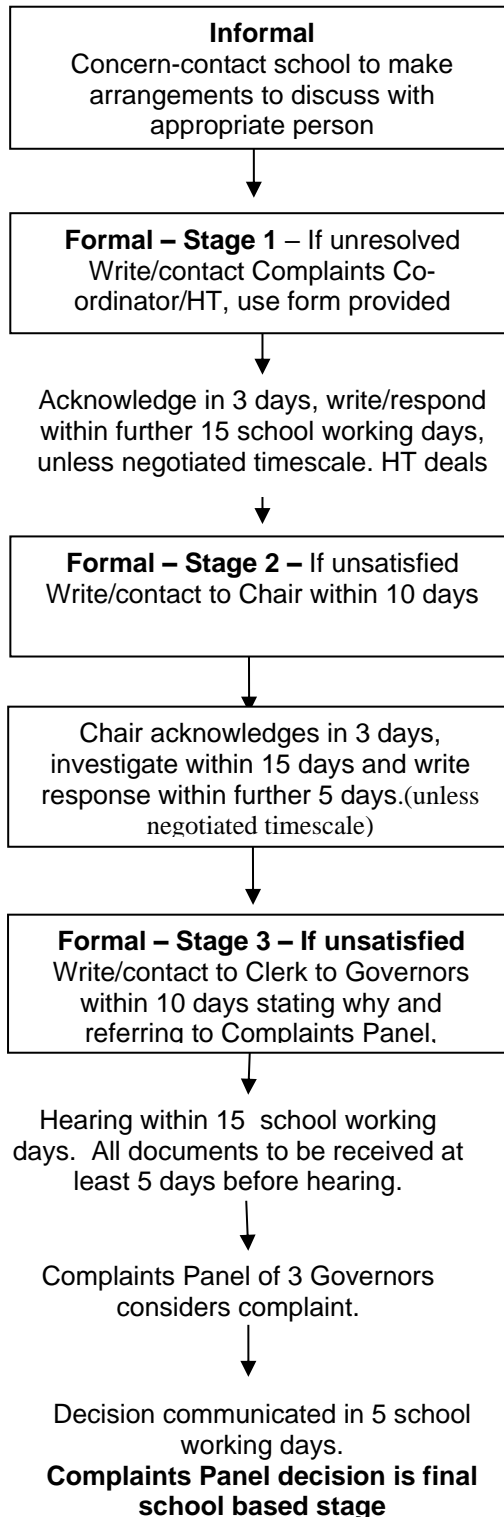 Informal
Concern-contact school to make
arrangements to discuss with
appropriate person
Formal – Stage 1 – If unresolved
Write/contact Complaints Co-
ordinator/HT, use form provided
Acknowledge in 3 days, write/respond
within further 15 school working days,
unless negotiated timescale. HT deals
Formal – Stage 2 – If unsatisfied
Write/contact to Chair within 10 days
Chair acknowledges in 3 days,
investigate within 15 days and write
response within further 5 days.(unless
negotiated timescale)
Formal – Stage 3 – If unsatisfied
Write/contact to Clerk to Governors
within 10 days stating why and
referring to Complaints Panel,
Hearing within 15 school working
days. All documents to be received at
least 5 days before hearing.
Complaints Panel of 3 Governors
considers complaint.
Decision communicated in 5 school
working days.
Complaints Panel decision is final
school based stage